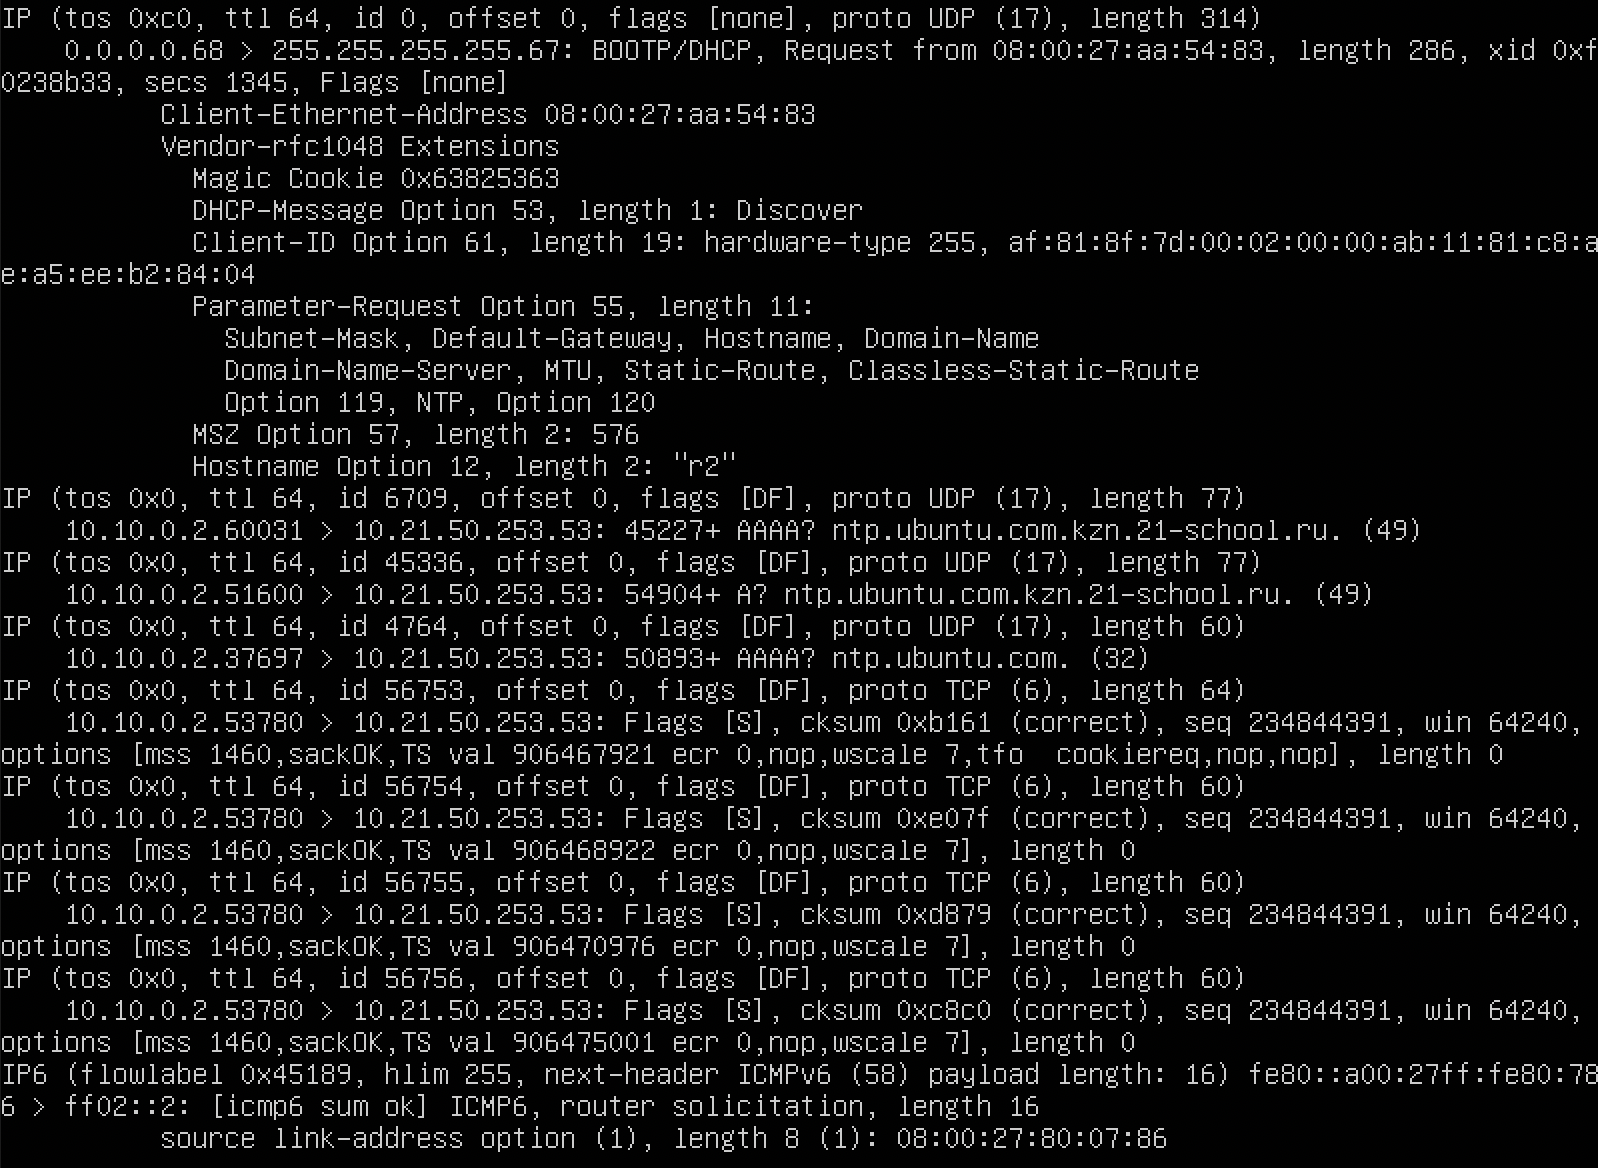 IP (tos 0xc0, ttl 64, id 0, offset 0, flags [none], proto UDP (17), length 314)
    0.0.0.0.68 > 255.255.255.255.67: BOOTP/DHCP, Request from 08:00:27:aa:54:83, length 286, xid 0xf
0238b33, secs 1345, Flags [none]
          Client-Ethernet-Address 08:00:27:aa:54:83
          Vendor-rfc1048 Extensions
            Magic Cookie 0x63825363
            DHCP-Message Option 53, length 1: Discover
            Client-ID Option 61, length 19: hardware-type 255, af:81:8f:7d:00:02:00:00:ab:11:81:c8:a
e:a5:ee:b2:84:04
            Parameter-Request Option 55, length 11:
              Subnet-Mask, Default-Gateway, Hostname, Domain-Name
              Domain-Name-Server, MTU, Static-Route, Classless-Static-Route
              Option 119, NTP, Option 120
            MSZ Option 57, length 2: 576
            Hostname Option 12, length 2: "r2"
IP (tos 0x0, ttl 64, id 6709, offset 0, flags [DF], proto UDP (17), length 77)
    10.10.0.2.60031 > 10.21.50.253.53: 45227+ AAAA? ntp.ubuntu.com.kzn.21-school.ru. (49)
IP (tos 0x0, ttl 64, id 45336, offset 0, flags [DF], proto UDP (17), length 77)
    10.10.0.2.51600 > 10.21.50.253.53: 54904+ A? ntp.ubuntu.com.kzn.21-school.ru. (49)
IP (tos 0x0, ttl 64, id 4764, offset 0, flags [DF], proto UDP (17), length 60)
    10.10.0.2.37697 > 10.21.50.253.53: 50893+ AAAA? ntp.ubuntu.com. (32)
IP (tos 0x0, ttl 64, id 56753, offset 0, flags [DF], proto TCP (6), length 64)
    10.10.0.2.53780 > 10.21.50.253.53: Flags [S], cksum 0xb161 (correct), seq 234844391, win 64240,
options [mss 1460,sackOK,TS val 906467921 ecr 0,nop,wscale 7,tfo  cookiereq,nop,nop], length 0
IP (tos 0x0, ttl 64, id 56754, offset 0, flags [DF], proto TCP (6), length 60)
    10.10.0.2.53780 > 10.21.50.253.53: Flags [S], cksum 0xe07f (correct), seq 234844391, win 64240,
options [mss 1460,sackOK,TS val 906468922 ecr 0,nop,wscale 7], length 0
IP (tos 0x0, ttl 64, id 56755, offset 0, flags [DF], proto TCP (6), length 60)
    10.10.0.2.53780 > 10.21.50.253.53: Flags [S], cksum 0xd879 (correct), seq 234844391, win 64240,
options [mss 1460,sackOK,TS val 906470976 ecr 0,nop,wscale 7], length 0
IP (tos 0x0, ttl 64, id 56756, offset 0, flags [DF], proto TCP (6), length 60)
    10.10.0.2.53780 > 10.21.50.253.53: Flags [S], cksum 0xc8c0 (correct), seq 234844391, win 64240,
options [mss 1460,sackOK,TS val 906475001 ecr 0,nop,wscale 7], length 0
IP6 (flowlabel 0x45189, hlim 255, next-header ICMPv6 (58) payload length: 16) fe80::a00:27ff:fe80:78
6 > ff02::2: [icmp6 sum ok] ICMP6, router solicitation, length 16
          source link-address option (1), length 8 (1): 08:00:27:80:07:86